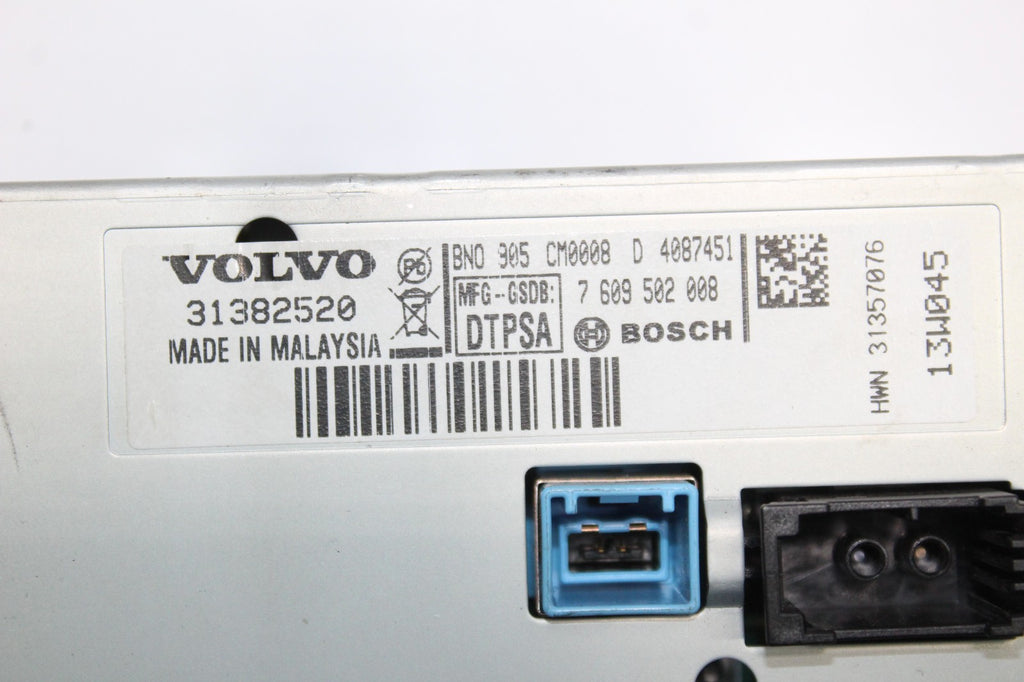 VOLVO
31382520
MADE IN MALAYSIA
Pb
BNO 905 CM0008 D 4087451
MFG-GSDB:
DTPSA
7 609 502 008
BOSCH
HWN 31357076
13W045